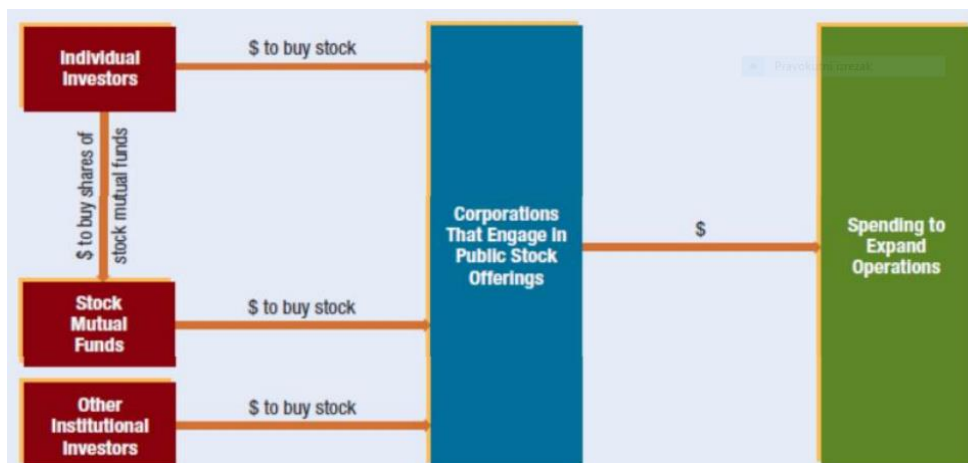 Individual
Investors
$ to buy stock
$ to buy shares of
stock mutual funds
Corporations
That Engage in
Public Stock
Offerings
$
Spending to
Expand
Operations
Stock
Mutual
Funds
$ to buy stock
Other
Institutional
Investors
$ to buy stock